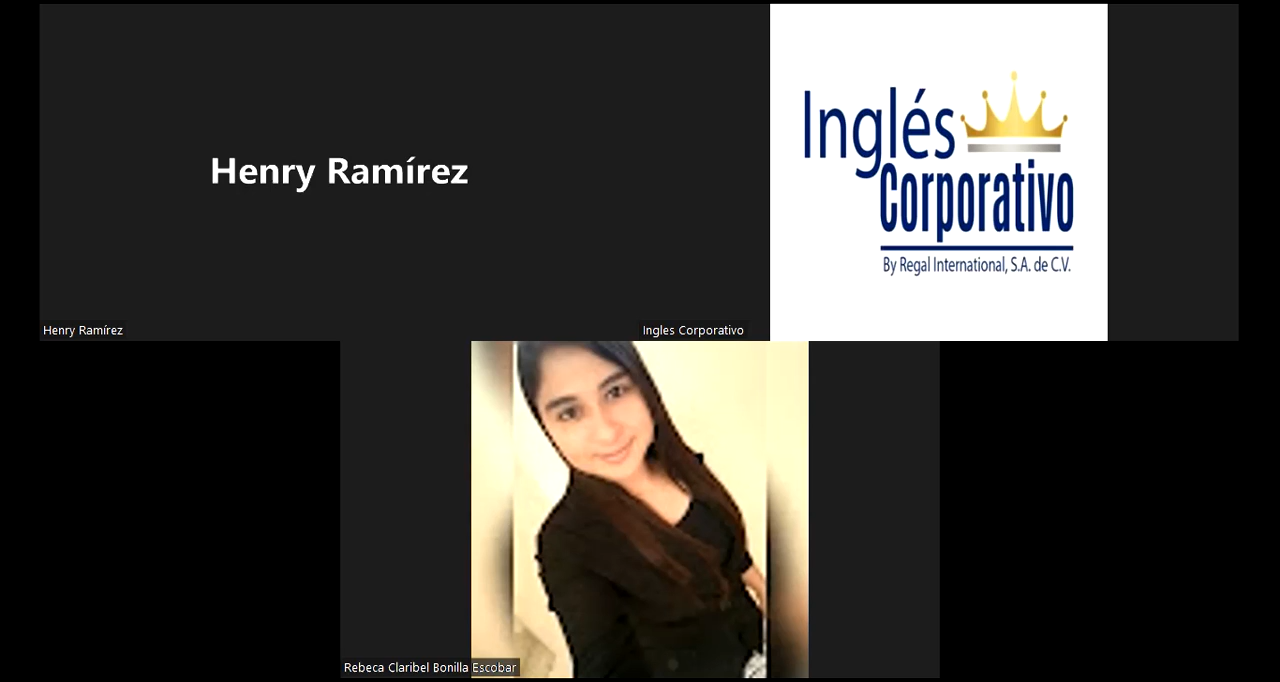 Henry Ramírez
Inglés
Corporativo
By Regal International, S.A. de C.V.
Henry Ramírez
Ingles Corporativo
Rebeca Claribel Bonilla Escobar